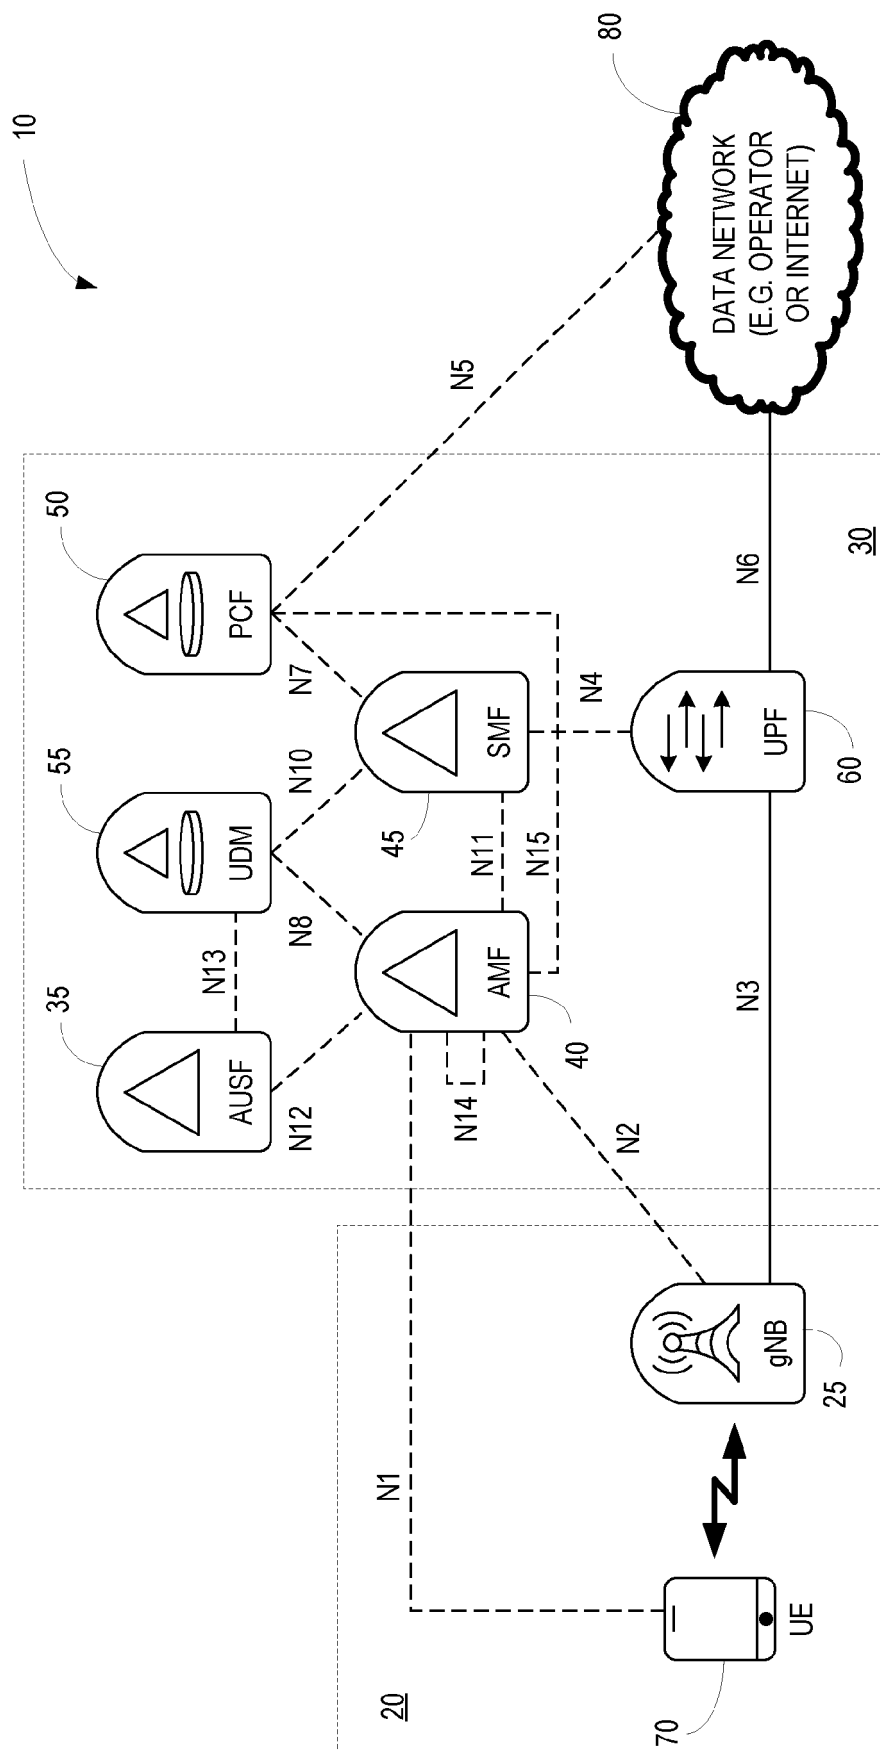 10
35
55
50
80
AUSF
N13
UDM
PCF
N12
N8
N10
N7
N5
N1
N14
AMF
N11
45
SMF
40
N15
N4
N2
20
DATA NETWORK
(E.G. OPERATOR
OR INTERNET)
70
UE
gNB
25
N3
UPF
60
N6
30